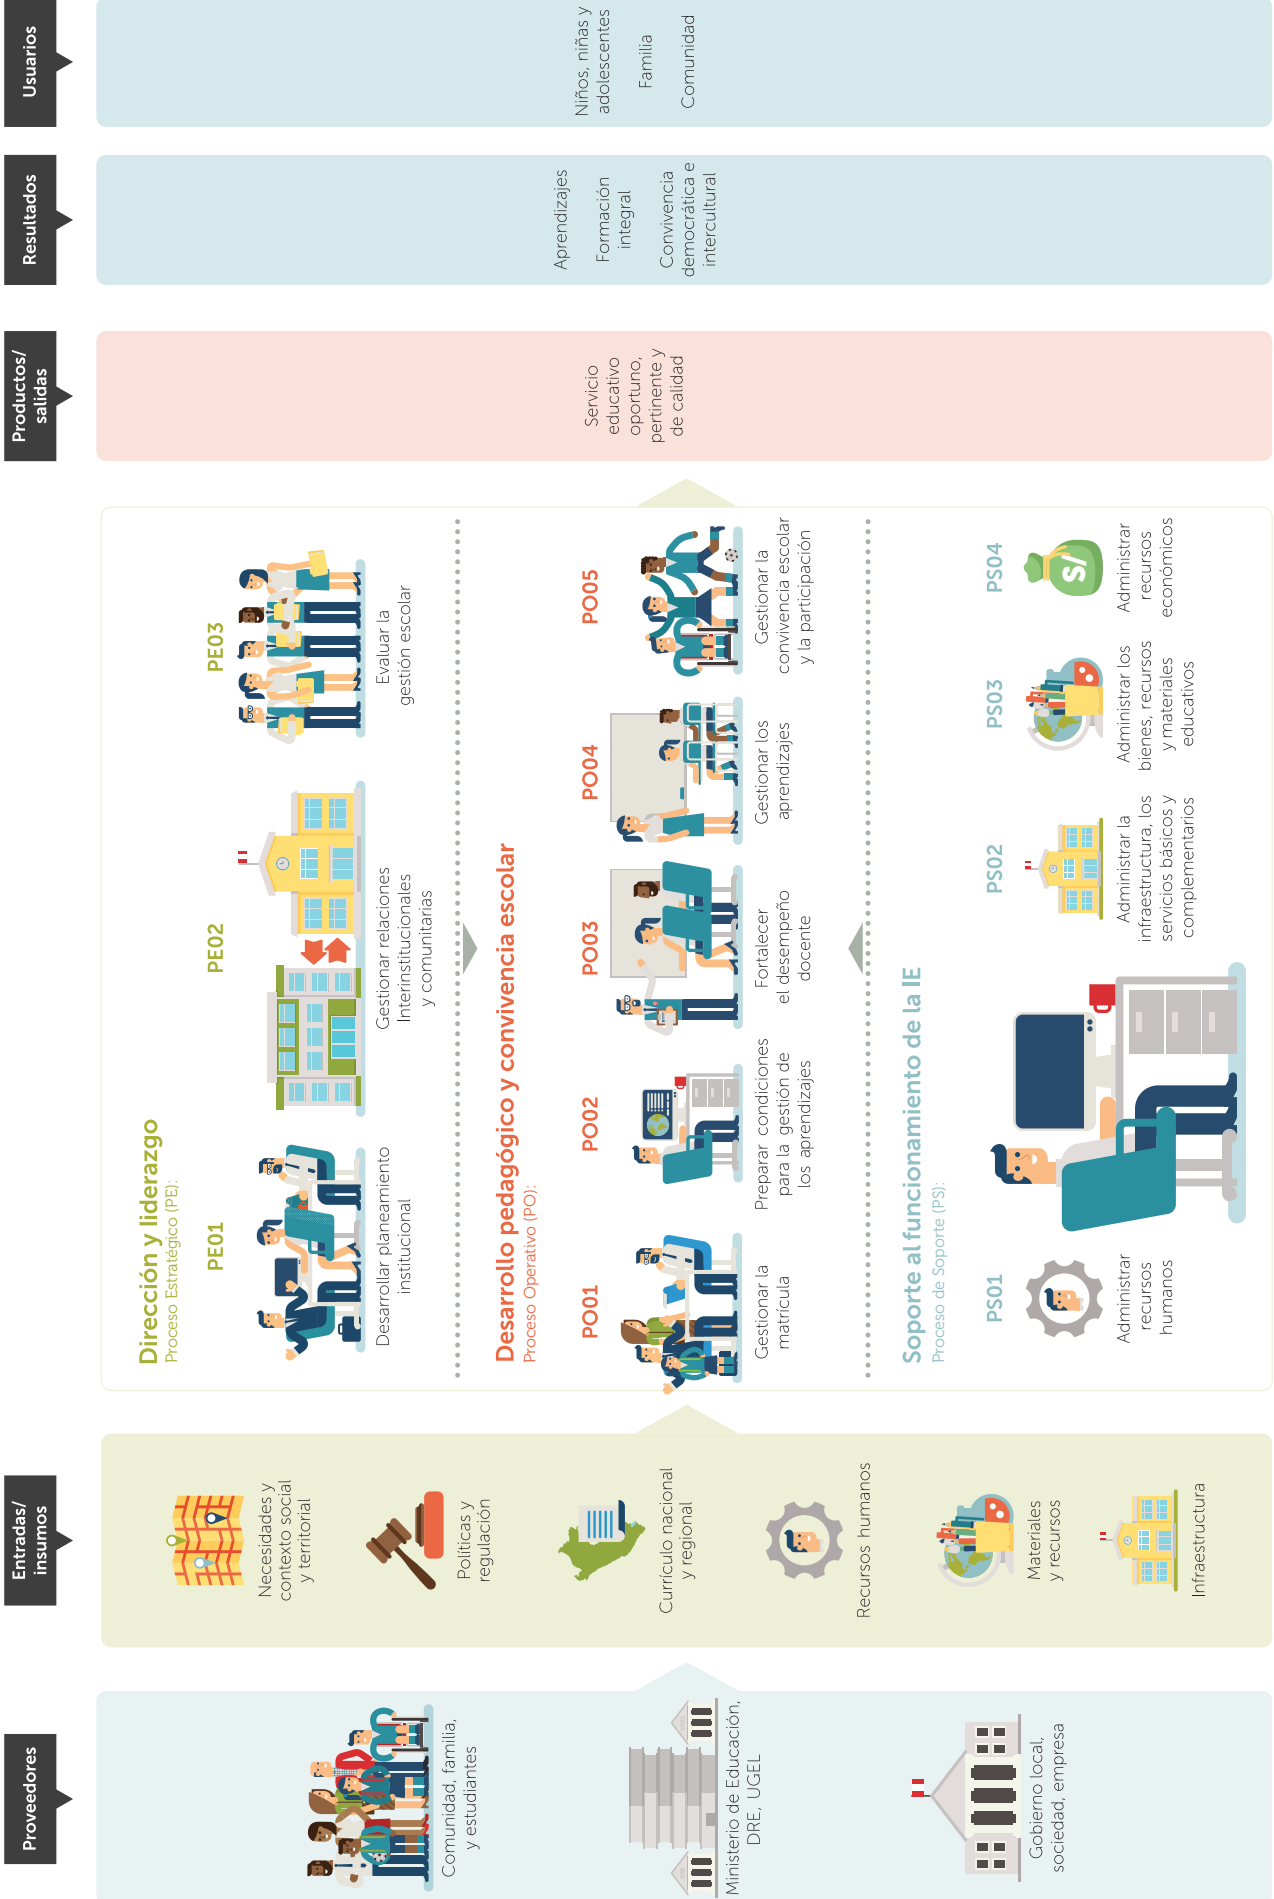 Proveedores
Comunidad, familia,
y estudiantes
Ministerio de Educación,
DRE, UGEL
Gobierno local,
sociedad, empresa
Entradas/
insumos
Necesidades y
contexto social
y territorial
Políticas y
regulación
Currículo nacional
y regional
Recursos humanos
Materiales
y recursos
Infraestructura
Dirección y liderazgo
Proceso Estratégico (PE):
PE01
Desarrollar planeamiento
institucional
PE02
Gestionar relaciones
Interinstitucionales
y comunitarias
PE03
Evaluar la
gestión escolar
Desarrollo pedagógico y convivencia escolar
Proceso Operativo (PO):
PO01
Gestionar la
matrícula
PO02
Preparar condiciones
para la gestión de
los aprendizajes
PO03
Fortalecer
el desempeño
docente
PO04
Gestionar los
aprendizajes
PO05
Gestionar la
convivencia escolar
y la participación
Soporte al funcionamiento de la IE
Proceso de Soporte (PS):
PS01
Administrar
recursos
humanos
PS02
Administrar la
infraestructura, los
servicios básicos y
complementarios
PS03
Administrar los
bienes, recursos
y materiales
educativos
PS04
S/
Administrar
recursos
económicos
Productos/
salidas
Servicio
educativo
oportuno,
pertinente y
de calidad
Resultados
Aprendizajes
Formación
integral
Convivencia
democrática e
intercultural
Usuarios
Niños, niñas y
adolescentes
Familia
Comunidad